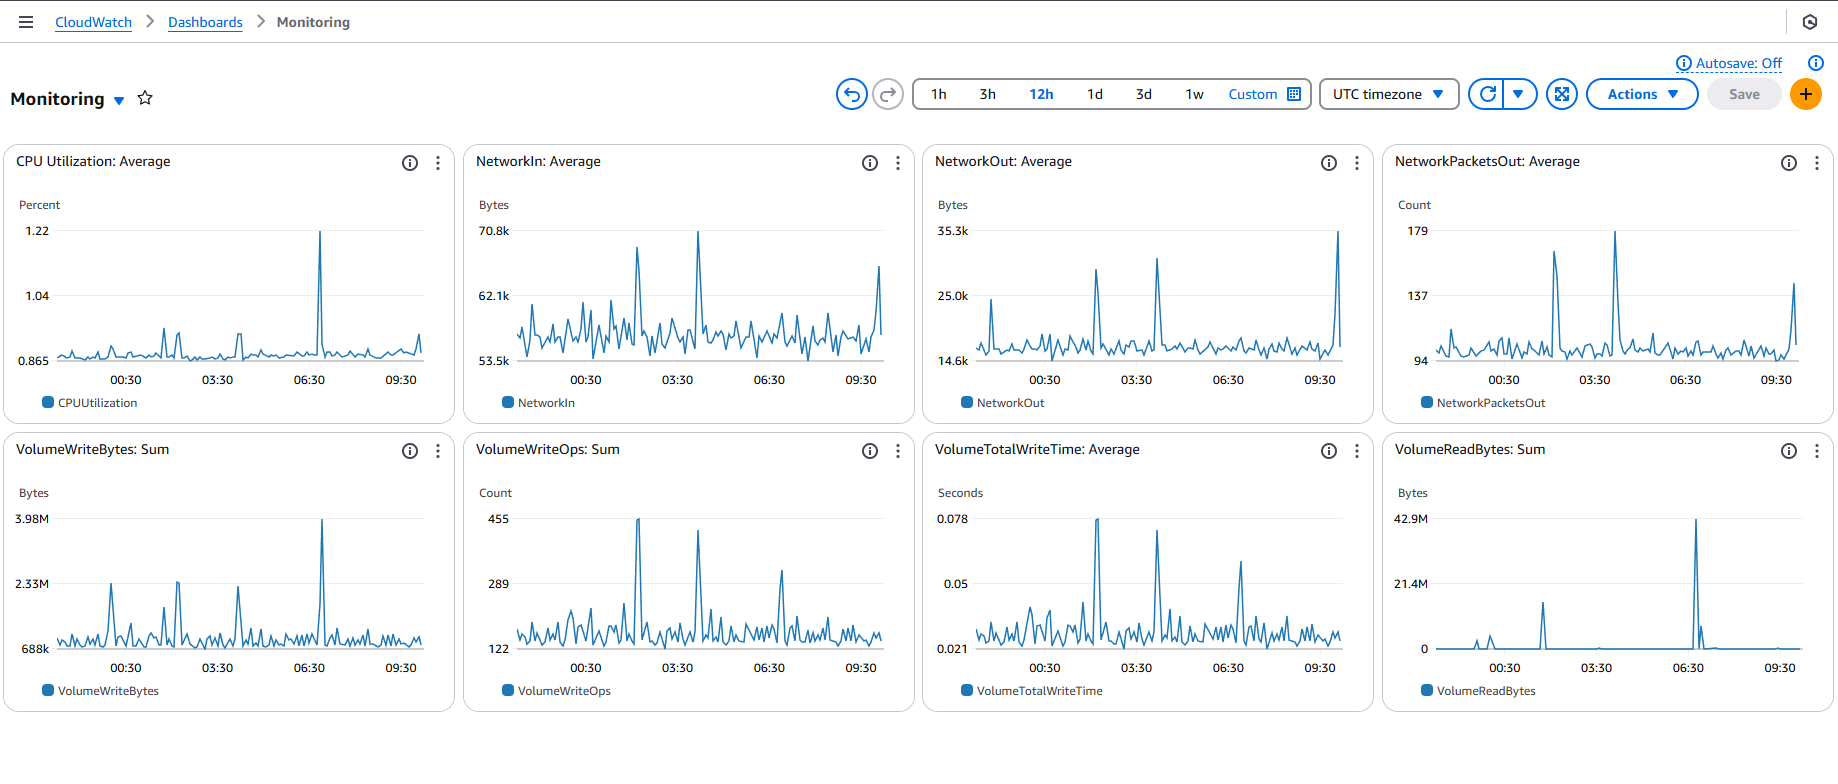 CloudWatch > Dashboards > Monitoring
Autosave: Off
Monitoring
1h 3h 12h 1d 3d 1w Custom UTC timezone Actions Save
CPU Utilization: Average
Percent
1.22
1.04
0.865
00:30 03:30 06:30 09:30
CPUUtilization
NetworkIn: Average
Bytes
70.8k
62.1k
53.5k
00:30 03:30 06:30 09:30
NetworkIn
NetworkOut: Average
Bytes
35.3k
25.0k
14.6k
00:30 03:30 06:30 09:30
NetworkOut
NetworkPacketsOut: Average
Count
179
137
94
00:30 03:30 06:30 09:30
NetworkPacketsOut
VolumeWriteBytes: Sum
Bytes
3.98M
2.33M
688k
00:30 03:30 06:30 09:30
VolumeWriteBytes
VolumeWriteOps: Sum
Count
455
289
122
00:30 03:30 06:30 09:30
VolumeWriteOps
VolumeTotalWriteTime: Average
Seconds
0.078
0.05
0.021
00:30 03:30 06:30 09:30
VolumeTotalWriteTime
VolumeReadBytes: Sum
Bytes
42.9M
21.4M
0
00:30 03:30 06:30 09:30
VolumeReadBytes